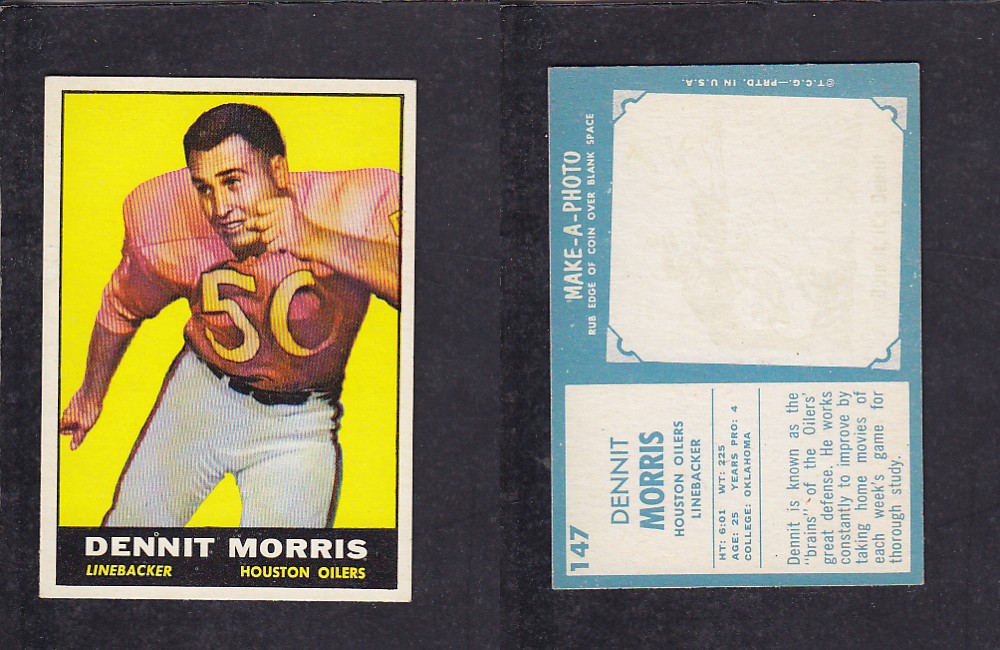 50
DENNIT MORRIS
LINEBACKER HOUSTON OILERS
©T.C.G.—PRTD. IN U.S.A.
MAKE-A-PHOTO
RUB EDGE OF COIN OVER BLANK SPACE
147
DENNIT
MORRIS
HOUSTON OILERS
LINEBACKER
HT: 6:01 WT: 225
AGE: 25 YEARS PRO: 4
COLLEGE: OKLAHOMA
Dennit is known as the
"brains" of the Oilers'
great defense. He works
constantly to improve by
taking home movies of
each week's game for
thorough study.